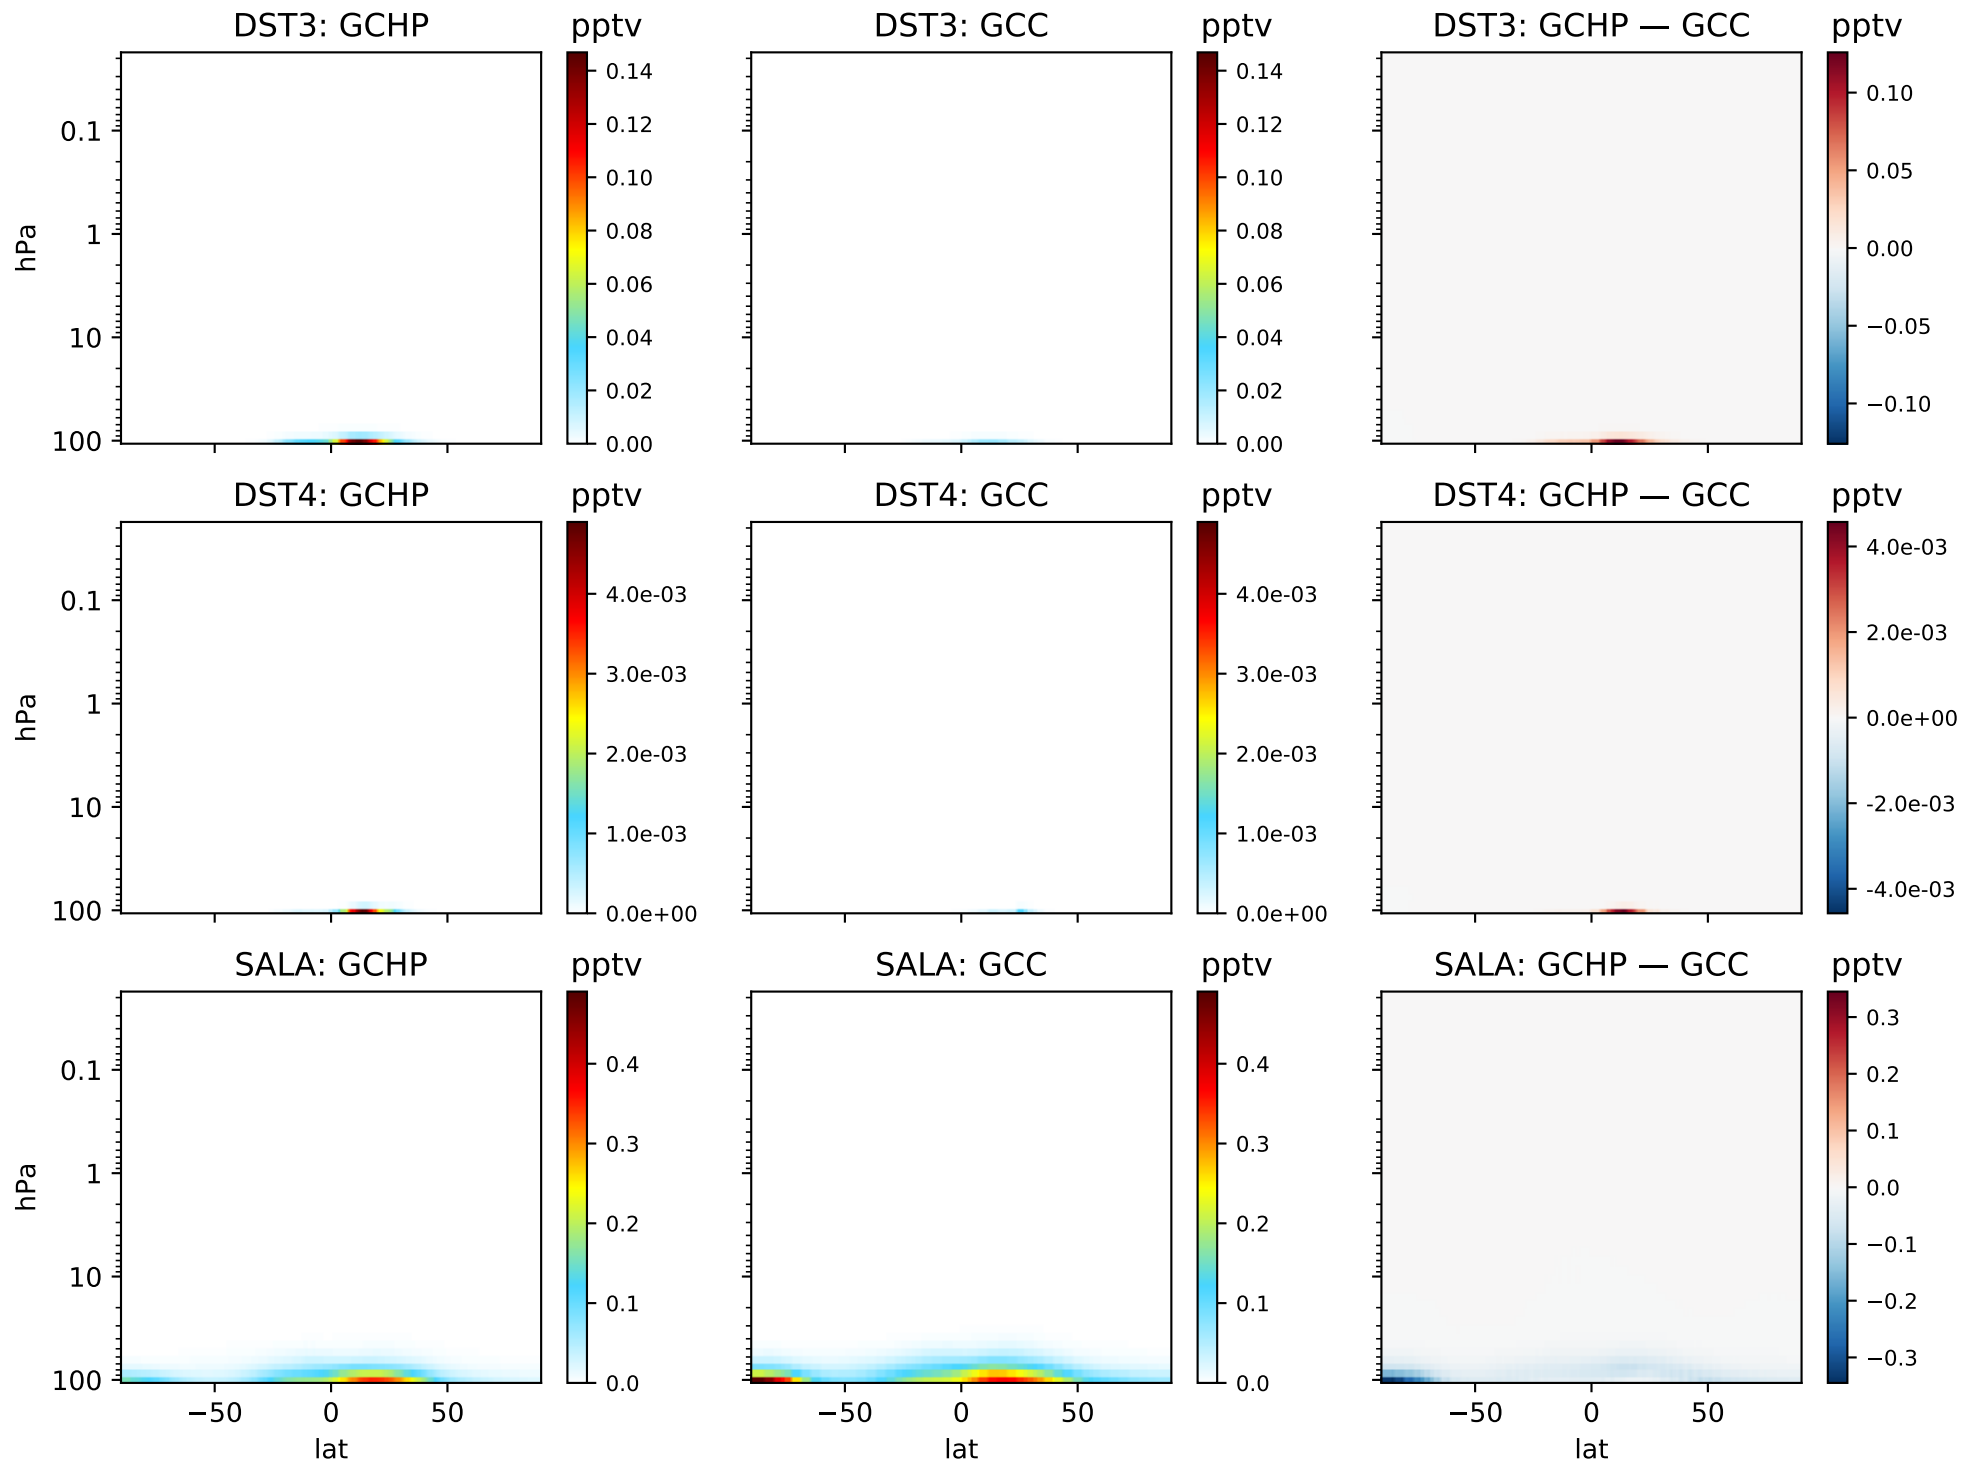 DST3: GCHP pptv DST3: GCC pptv DST3: GCHP — GCC pptv
0.14 0.14
0.10
0.1 0.12 0.12
0.05
0.10 0.10
hPa 1 0.08 0.08 0.00
0.06 0.06
10 0.04 0.04 −0.05
0.02 0.02 −0.10
100 0.00 0.00
DST4: GCHP pptv DST4: GCC pptv DST4: GCHP — GCC pptv
4.0e-03
0.1 4.0e-03 4.0e-03
2.0e-03
3.0e-03 3.0e-03
hPa 1 0.0e+00
2.0e-03 2.0e-03
10 1.0e-03 1.0e-03 -2.0e-03
-4.0e-03
100 0.0e+00 0.0e+00
SALA: GCHP pptv SALA: GCC pptv SALA: GCHP — GCC pptv
0.3
0.1 0.4 0.4 0.2
0.3 0.3 0.1
hPa 1 0.0
0.2 0.2 −0.1
10 0.1 0.1 −0.2
−0.3
100 0.0 0.0
−50 0 50 −50 0 50 −50 0 50
lat lat lat